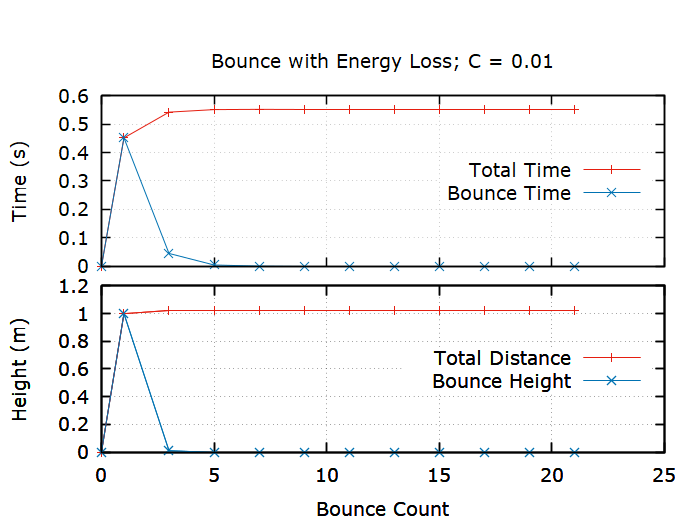 Bounce with Energy Loss; C = 0.01
0.6
0.5
0.4
0.3
0.2
0.1
0
Time (s)
Total Time
Bounce Time
1.2
1
0.8
0.6
0.4
0.2
0
Height (m)
Total Distance
Bounce Height
0 5 10 15 20 25
Bounce Count